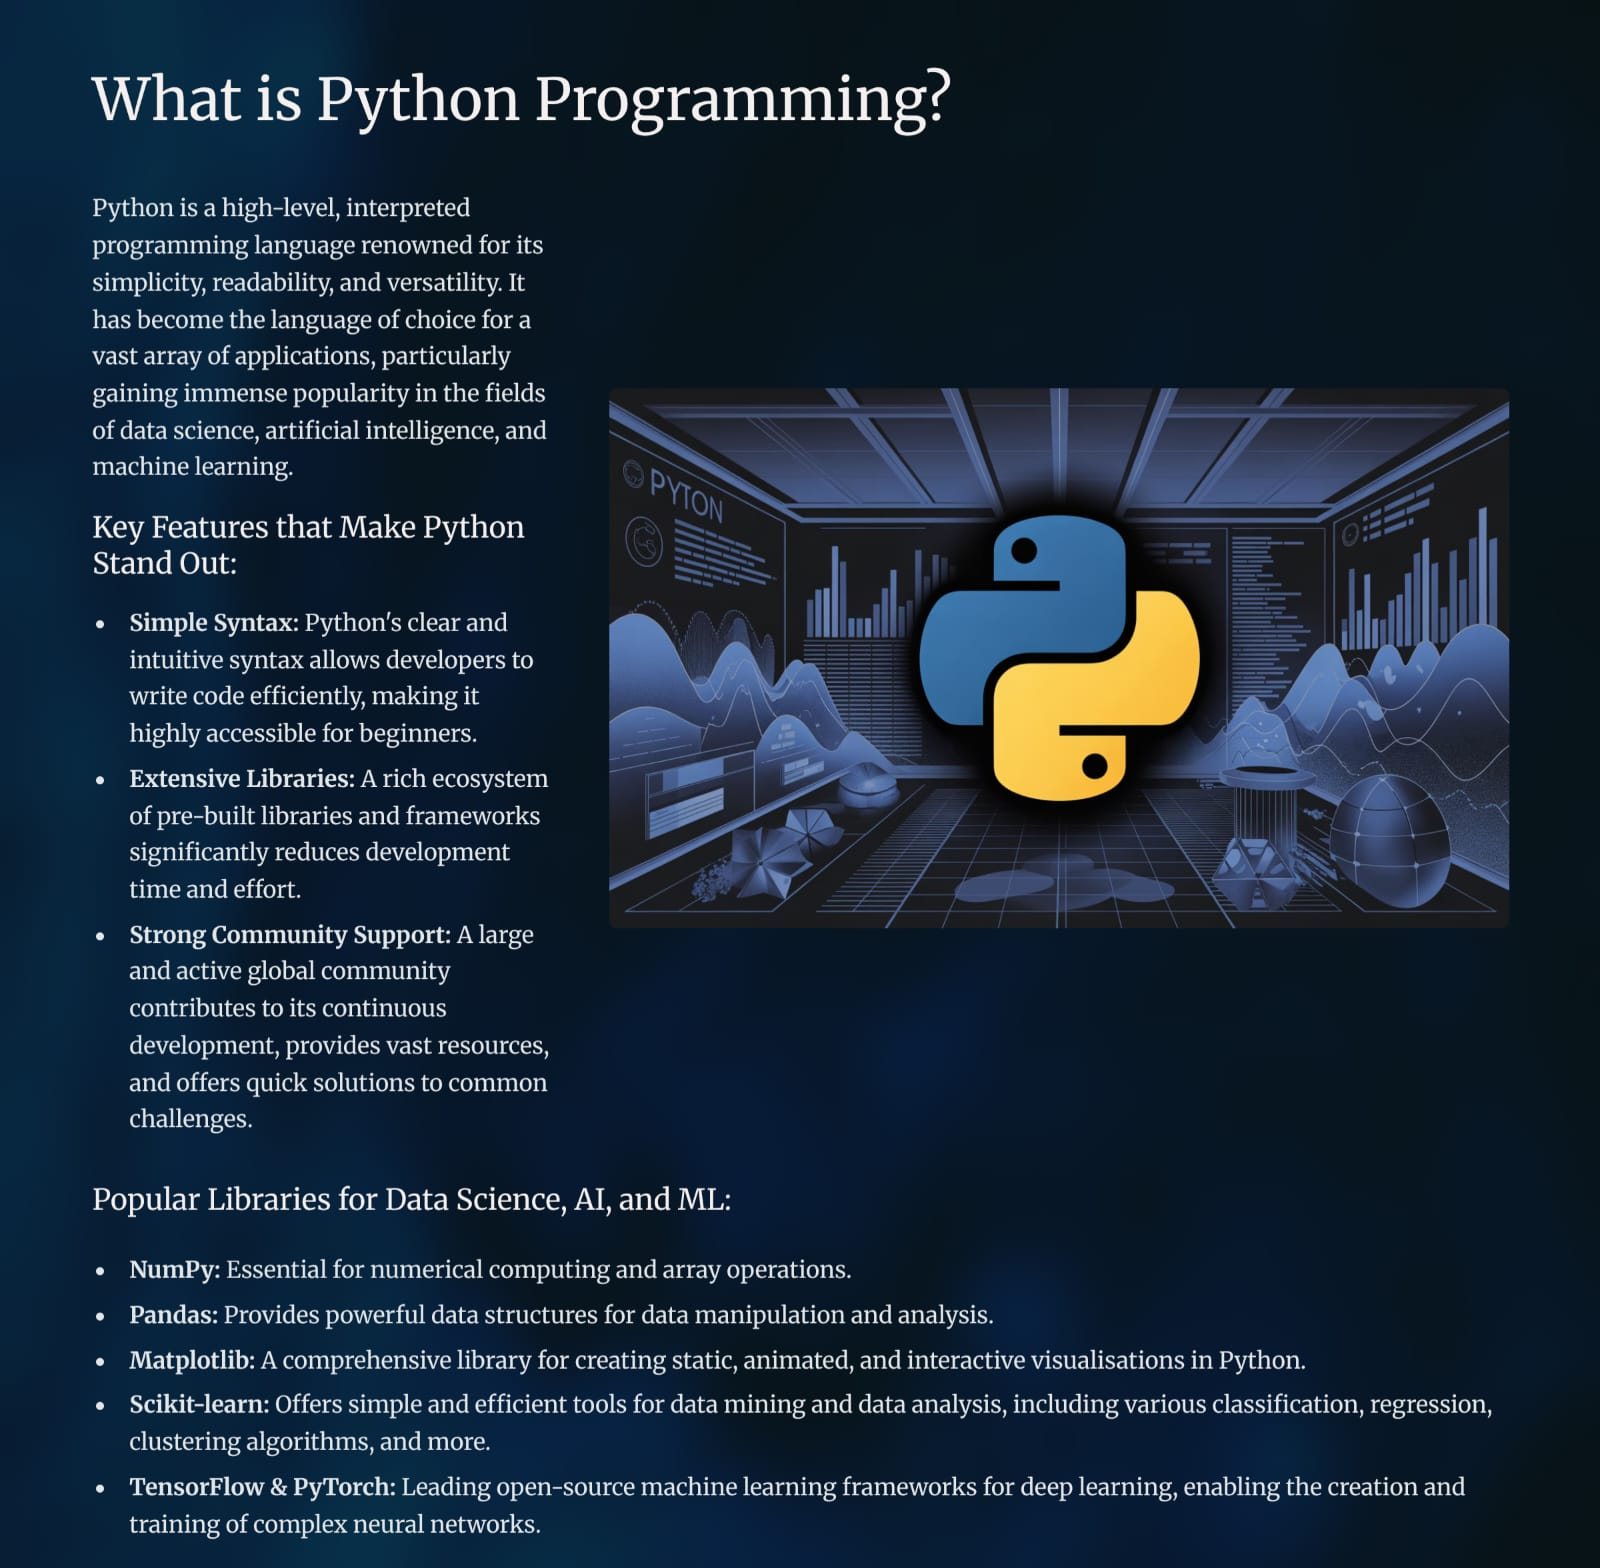 What is Python Programming?
Python is a high-level, interpreted
programming language renowned for its
simplicity, readability, and versatility. It
has become the language of choice for a
vast array of applications, particularly
gaining immense popularity in the fields
of data science, artificial intelligence, and
machine learning.
Key Features that Make Python
Stand Out:
• Simple Syntax: Python's clear and
intuitive syntax allows developers to
write code efficiently, making it
highly accessible for beginners.
• Extensive Libraries: A rich ecosystem
of pre-built libraries and frameworks
significantly reduces development
time and effort.
• Strong Community Support: A large
and active global community
contributes to its continuous
development, provides vast resources,
and offers quick solutions to common
challenges.
PYTON
Popular Libraries for Data Science, AI, and ML:
• NumPy: Essential for numerical computing and array operations.
• Pandas: Provides powerful data structures for data manipulation and analysis.
• Matplotlib: A comprehensive library for creating static, animated, and interactive visualisations in Python.
• Scikit-learn: Offers simple and efficient tools for data mining and data analysis, including various classification, regression,
clustering algorithms, and more.
• TensorFlow & PyTorch: Leading open-source machine learning frameworks for deep learning, enabling the creation and
training of complex neural networks.